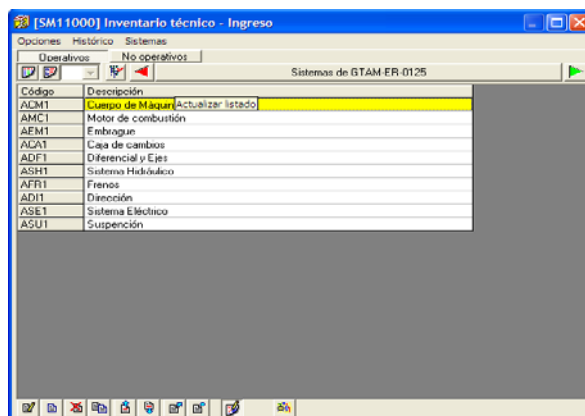 [SM11000] Inventario técnico - Ingreso
Opciones Histórico Sistemas
Operativos No operativos
Sistemas de GTAM-ER-0125
Código Descripción
ACM1 Cuerpo de Máquin Actualizar listado
AMC1 Motor de combustión
AEM1 Embrague
ACA1 Caja de cambios
ADF1 Diferencial y Ejes
ASH1 Sistema Hidráulico
AFR1 Frenos
ADI1 Dirección
ASE1 Sistema Eléctrico
ASU1 Suspención